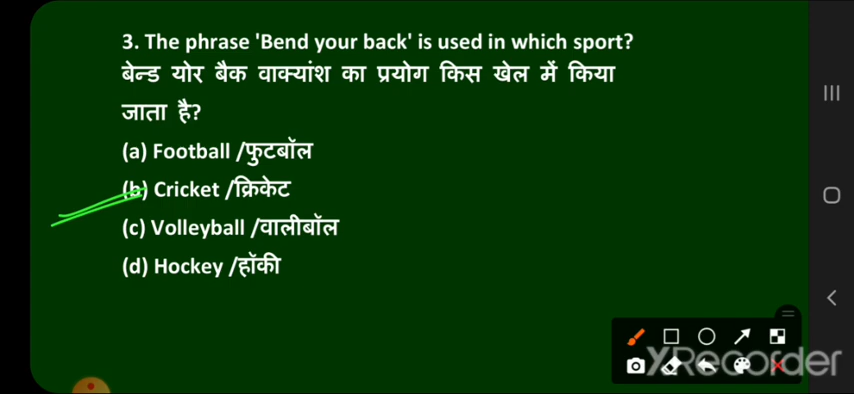 3. The phrase 'Bend your back' is used in which sport?
बेन्ड योर बैक वाक्यांश का प्रयोग किस खेल में किया
जाता है?
(a) Football /फुटबॉल
(b) Cricket /क्रिकेट
(c) Volleyball /वालीबॉल
(d) Hockey /हॉकी
XRecorder